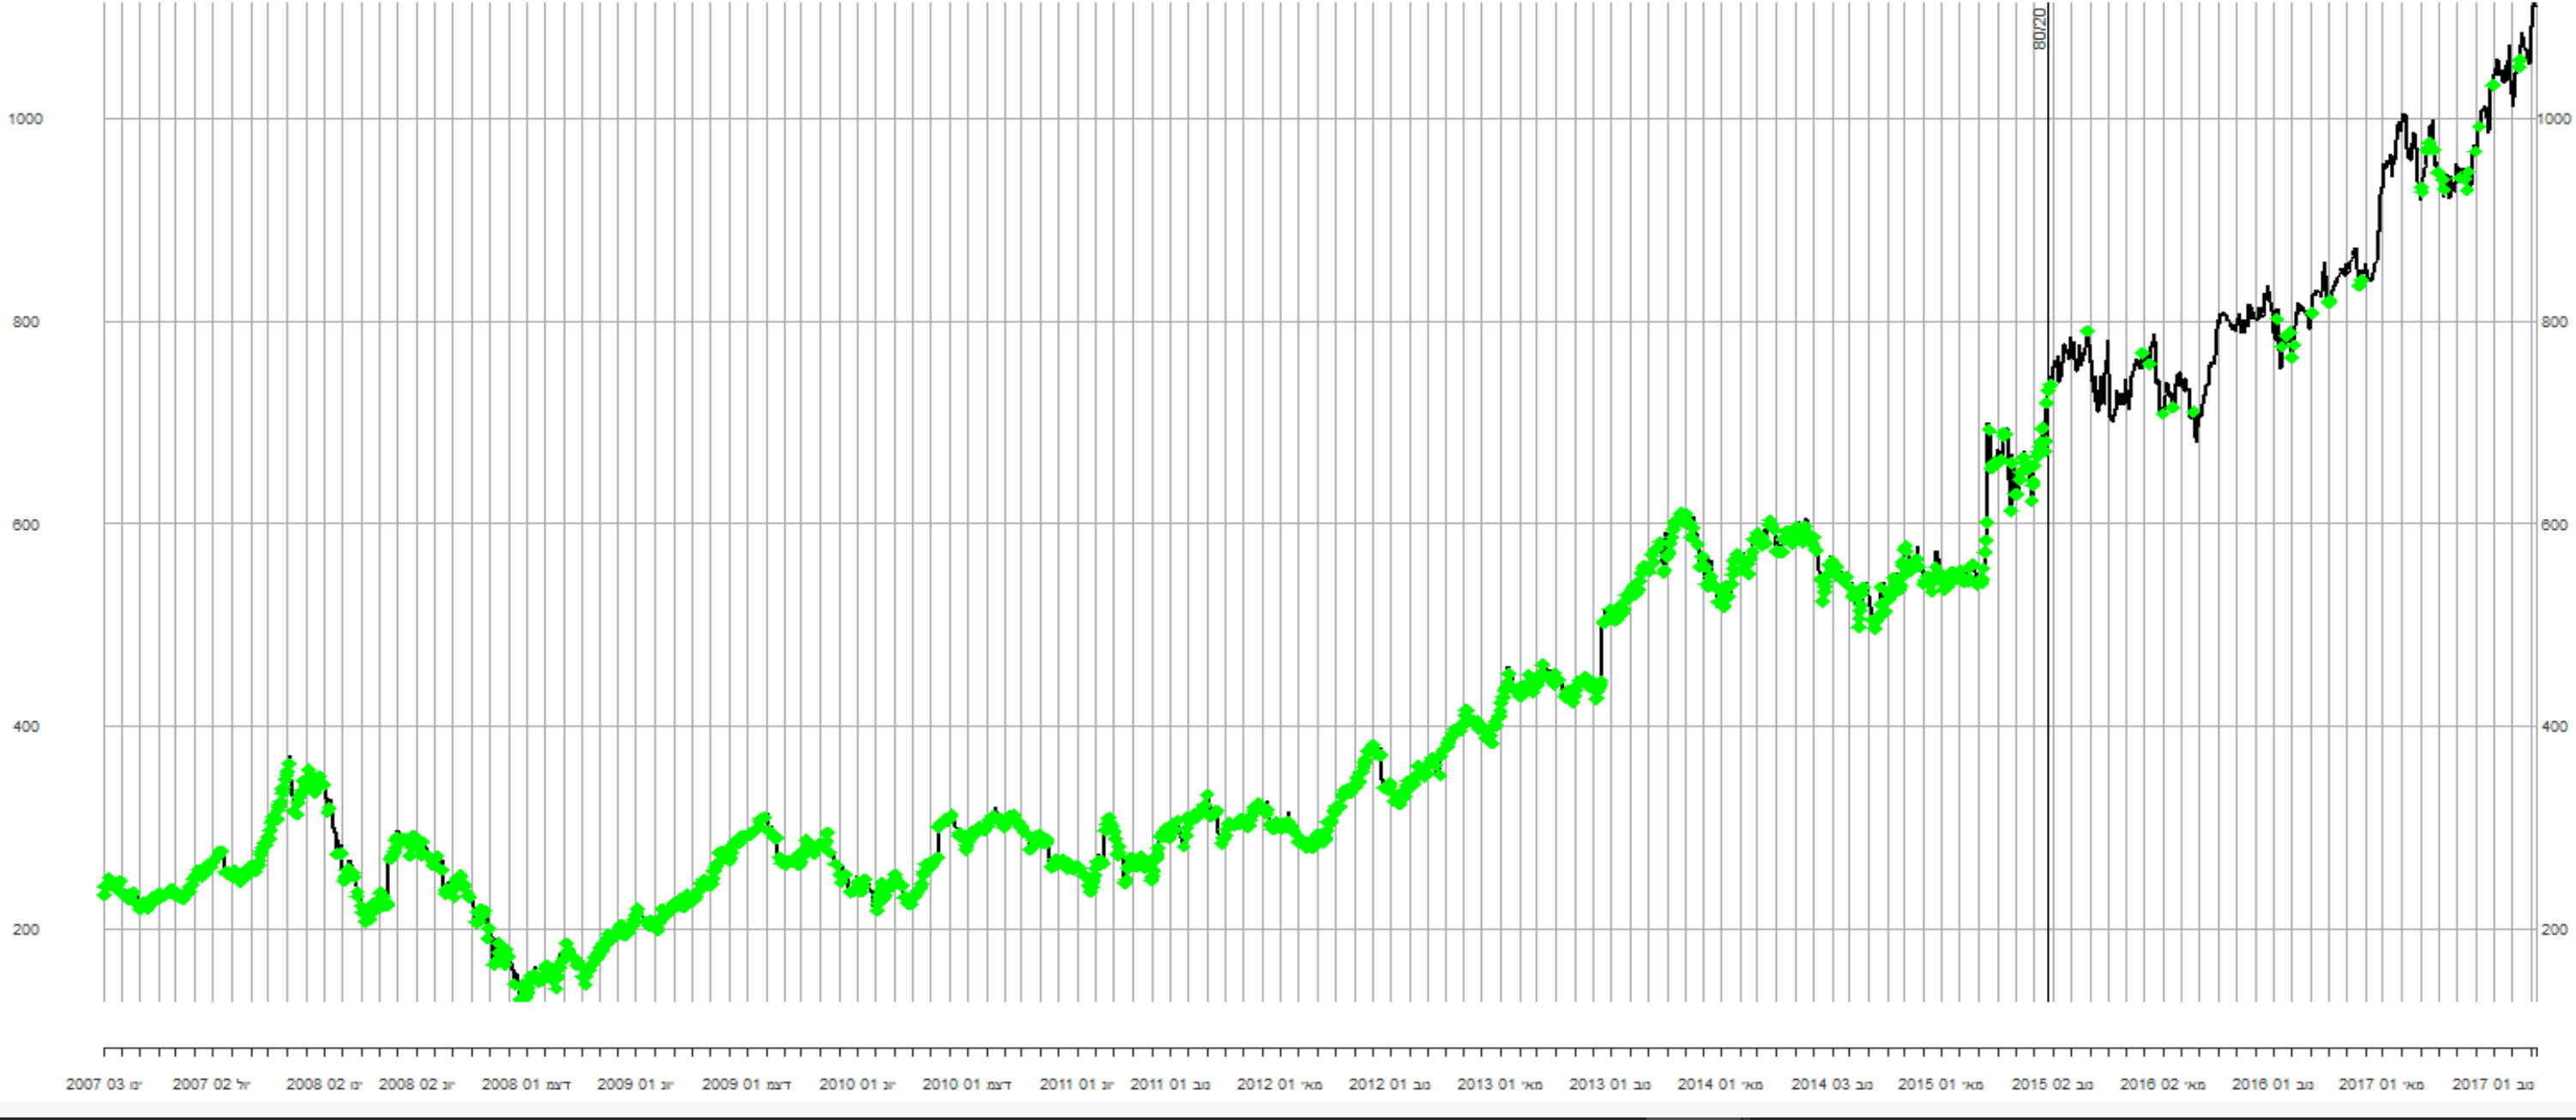 80/20
1000 1000
800 800
600 600
400 400
200 200
ינו 03 2007
יול 02 2007
ינו 02 2008
יונ 02 2008
דצמ 01 2008
יונ 01 2009
דצמ 01 2009
יונ 01 2010
דצמ 01 2010
יונ 01 2011
נוב 01 2011
מאי 01 2012
נוב 01 2012
מאי 01 2013
נוב 01 2013
מאי 01 2014
נוב 03 2014
מאי 01 2015
נוב 02 2015
מאי 02 2016
נוב 01 2016
מאי 01 2017
נוב 01 2017